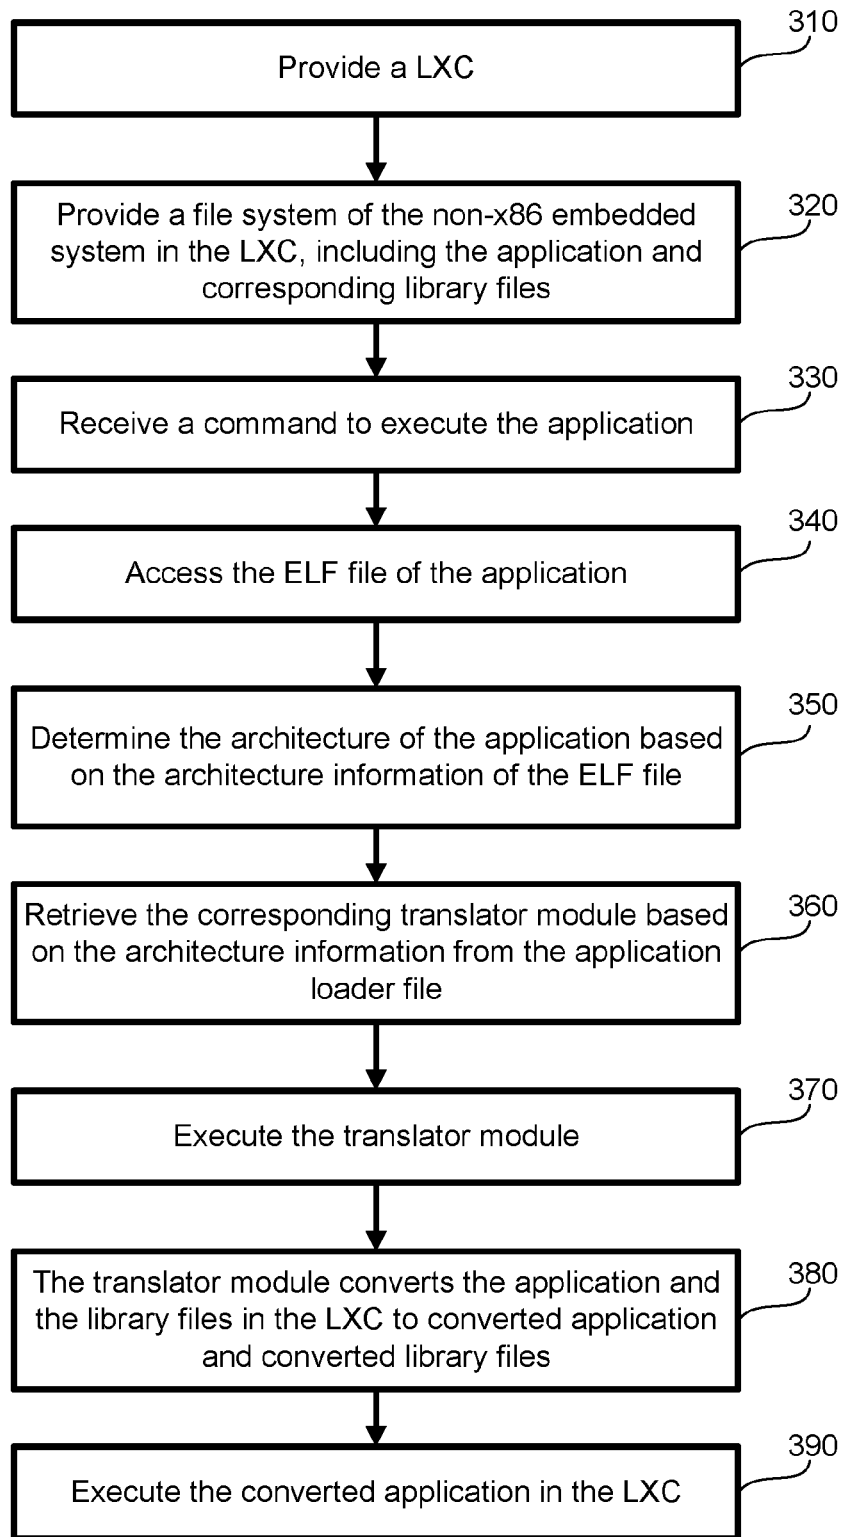 310
Provide a LXC
320
Provide a file system of the non-x86 embedded
system in the LXC, including the application and
corresponding library files
330
Receive a command to execute the application
340
Access the ELF file of the application
350
Determine the architecture of the application based
on the architecture information of the ELF file
360
Retrieve the corresponding translator module based
on the architecture information from the application
loader file
370
Execute the translator module
380
The translator module converts the application and
the library files in the LXC to converted application
and converted library files
390
Execute the converted application in the LXC